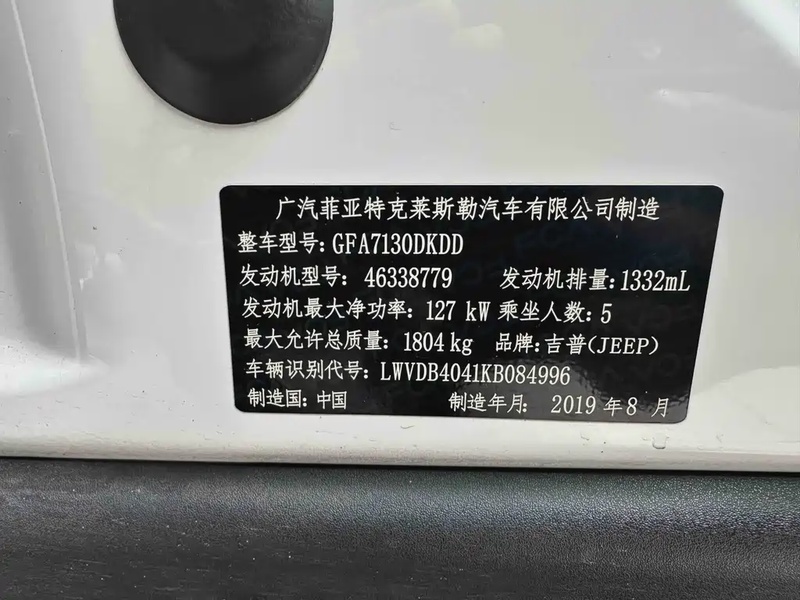 广汽菲亚特克莱斯勒汽车有限公司制造
整车型号：GFA7130DKDD
发动机型号：46338779 发动机排量：1332mL
发动机最大净功率：127 kW 乘坐人数：5
最大允许总质量：1804kg 品牌：吉普(JEEP)
车辆识别代号：LWVDB4041KB084996
制造国：中国 制造年月：2019 年 8 月